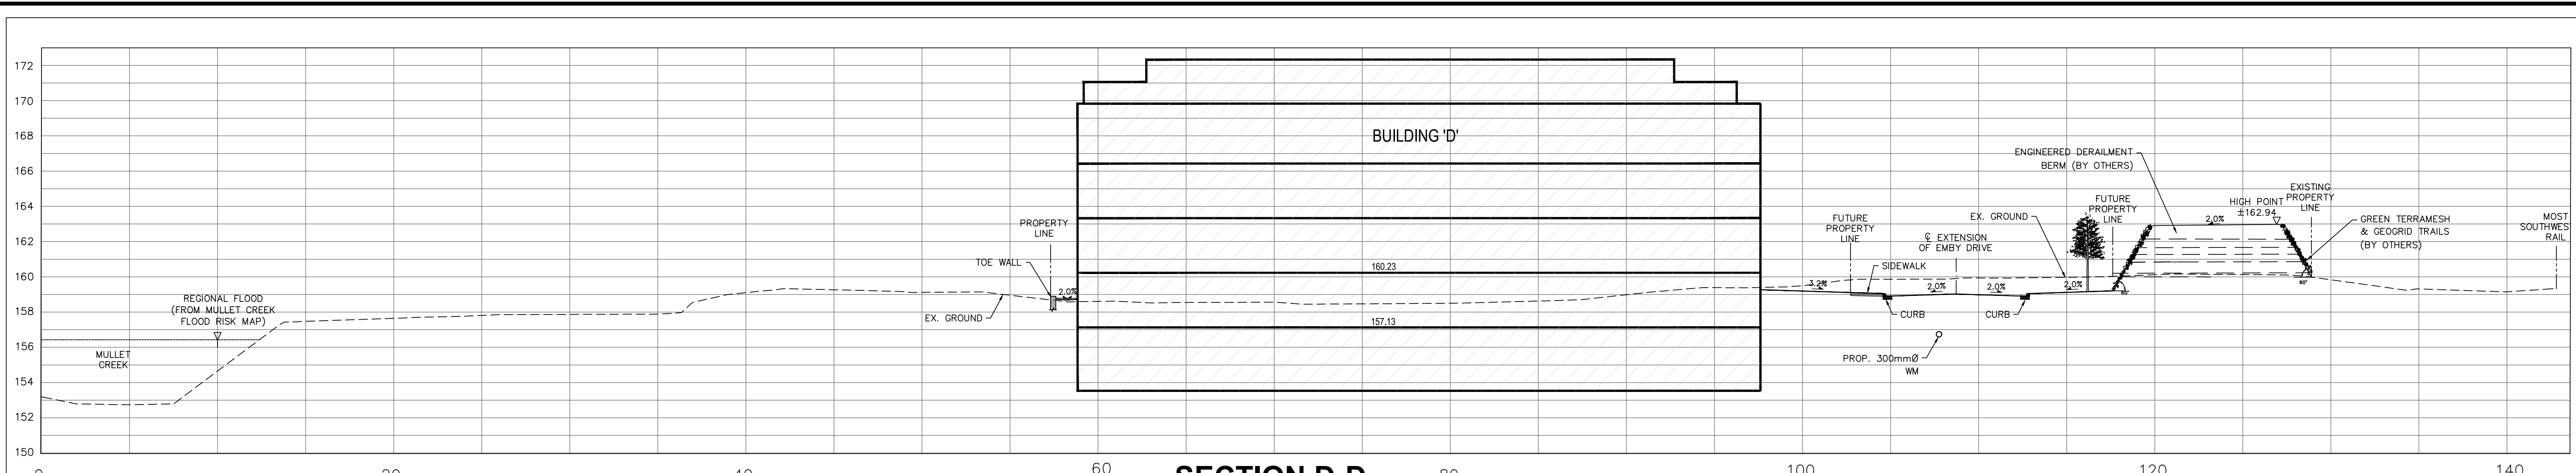 172
170
168
166
164
162
160
158
156
154
152
150
MULLET
CREEK
REGIONAL FLOOD
(FROM MULLET CREEK
FLOOD RISK MAP)
EX. GROUND
TOE WALL
PROPERTY
LINE
2.0%
BUILDING 'D'
160.23
157.13
3.2%
FUTURE
PROPERTY
LINE
SIDEWALK
℄ EXTENSION
OF EMBY DRIVE
2.0%
2.0%
CURB
CURB
PROP. 300mmØ
WM
EX. GROUND
2.0%
ENGINEERED DERAILMENT
BERM (BY OTHERS)
FUTURE
PROPERTY
LINE
60°
2.0%
HIGH POINT
±162.94
EXISTING
PROPERTY
LINE
60°
GREEN TERRAMESH
& GEOGRID TRAILS
(BY OTHERS)
MOST
SOUTHWES
RAIL
60
100
120
140
SECTION D-D